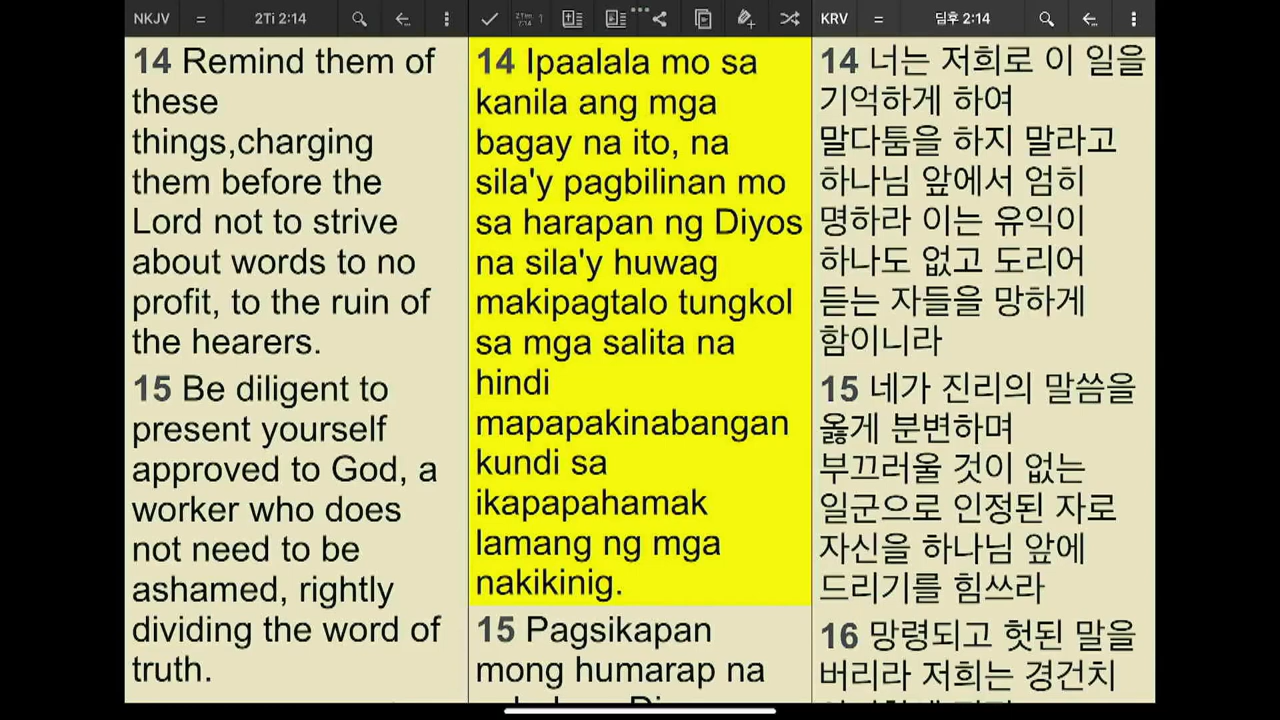 NKJV = 2Ti 2:14
14 Remind them of
these
things,charging
them before the
Lord not to strive
about words to no
profit, to the ruin of
the hearers.
15 Be diligent to
present yourself
approved to God, a
worker who does
not need to be
ashamed, rightly
dividing the word of
truth.
14 Ipaalala mo sa
kanila ang mga
bagay na ito, na
sila'y pagbilinan mo
sa harapan ng Diyos
na sila'y huwag
makipagtalo tungkol
sa mga salita na
hindi
mapapakinabangan
kundi sa
ikapapahamak
lamang ng mga
nakikinig.
15 Pagsikapan
mong humarap na
KRV = 딤후 2:14
14 너는 저희로 이 일을
기억하게 하여
말다툼을 하지 말라고
하나님 앞에서 엄히
명하라 이는 유익이
하나도 없고 도리어
듣는 자들을 망하게
함이니라
15 네가 진리의 말씀을
옳게 분변하며
부끄러울 것이 없는
일군으로 인정된 자로
자신을 하나님 앞에
드리기를 힘쓰라
16 망령되고 헛된 말을
버리라 저희는 경건치